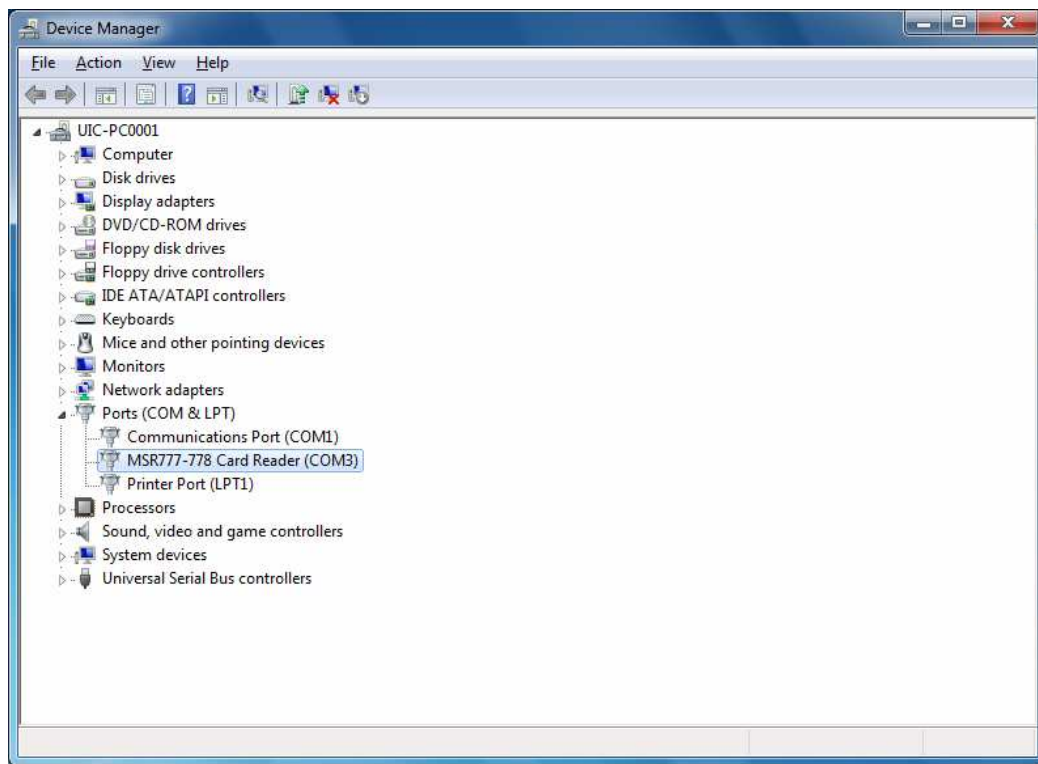 Device Manager
File Action View Help
UIC-PC0001
Computer
Disk drives
Display adapters
DVD/CD-ROM drives
Floppy disk drives
Floppy drive controllers
IDE ATA/ATAPI controllers
Keyboards
Mice and other pointing devices
Monitors
Network adapters
Ports (COM & LPT)
Communications Port (COM1)
MSR777-778 Card Reader (COM3)
Printer Port (LPT1)
Processors
Sound, video and game controllers
System devices
Universal Serial Bus controllers